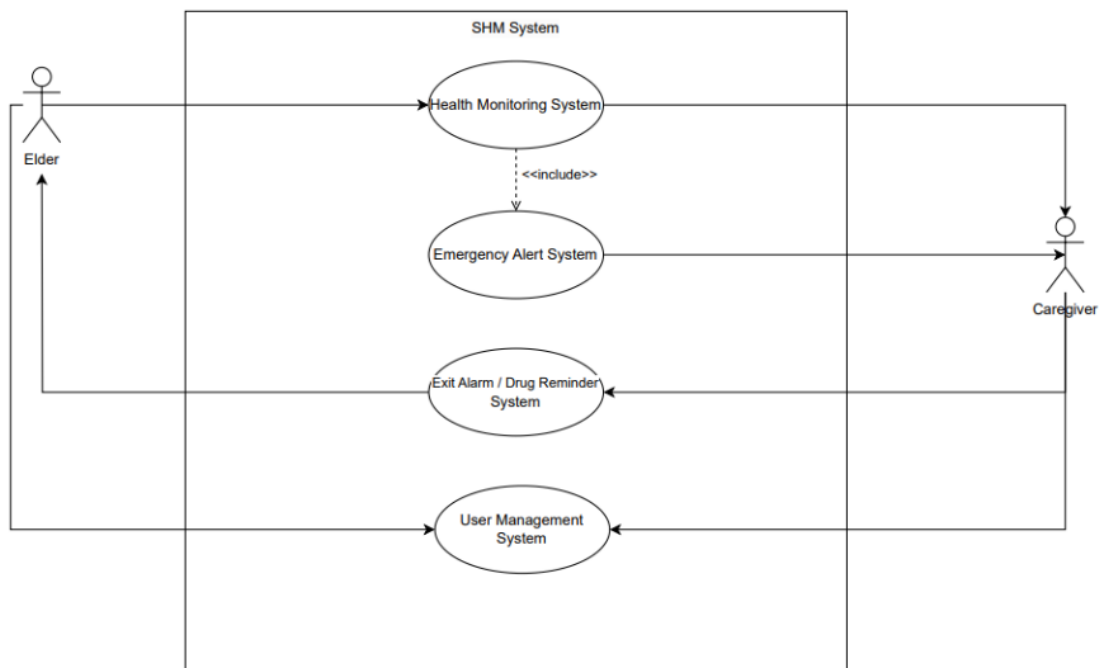 SHM System
Health Monitoring System
Elder
<<include>>
Emergency Alert System
Caregiver
Exit Alarm / Drug Reminder
System
User Management
System